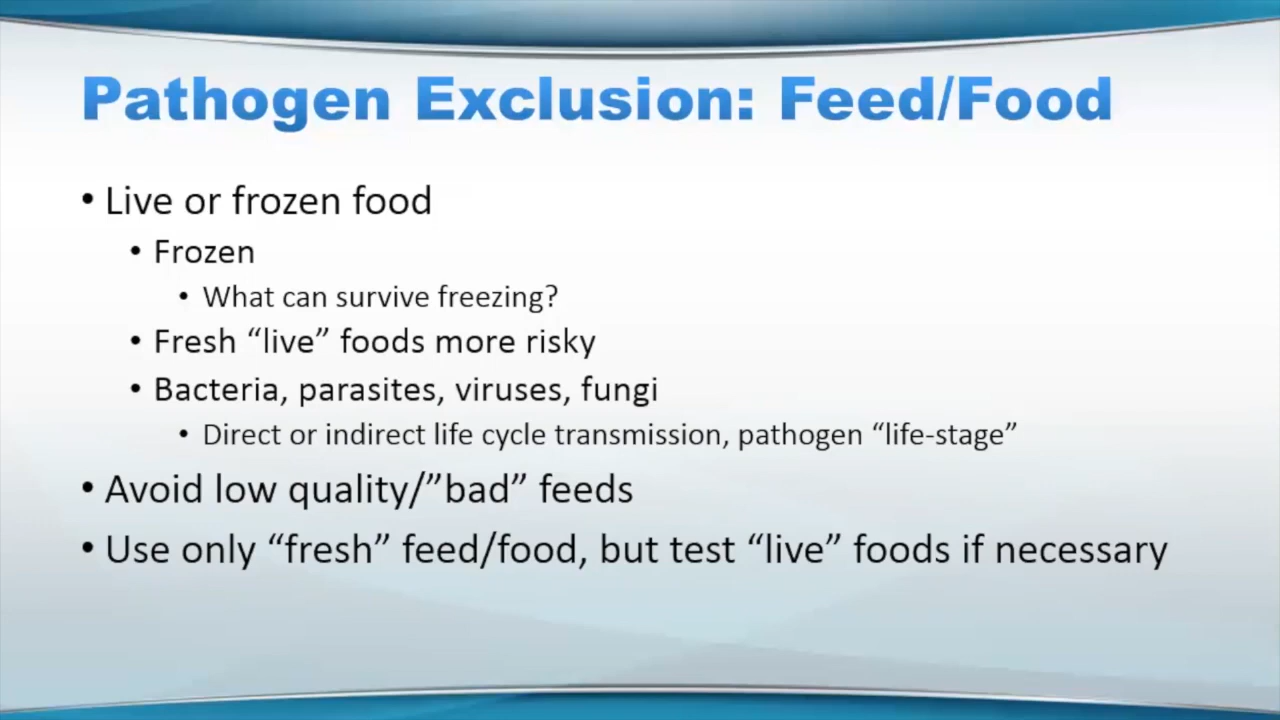 Pathogen Exclusion: Feed/Food
• Live or frozen food
• Frozen
• What can survive freezing?
• Fresh “live” foods more risky
• Bacteria, parasites, viruses, fungi
• Direct or indirect life cycle transmission, pathogen “life-stage”
• Avoid low quality/”bad” feeds
• Use only “fresh” feed/food, but test “live” foods if necessary